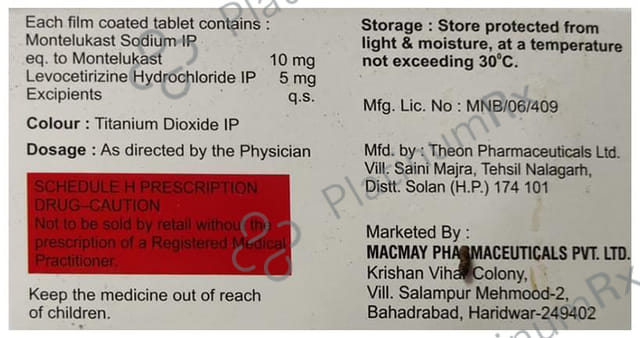 Each film coated tablet contains :
Montelukast Sodium IP
eq. to Montelukast 10 mg
Levocetirizine Hydrochloride IP 5 mg
Excipients q.s.
Colour : Titanium Dioxide IP
Dosage : As directed by the Physician
SCHEDULE H PRESCRIPTION
DRUG–CAUTION
Not to be sold by retail without the
prescription of a Registered Medical
Practitioner.
Keep the medicine out of reach
of children.
Storage : Store protected from
light & moisture, at a temperature
not exceeding 30°C.
Mfg. Lic. No : MNB/06/409
Mfd. by : Theon Pharmaceuticals Ltd.
Vill. Saini Majra, Tehsil Nalagarh,
Distt. Solan (H.P.) 174 101
Marketed By :
MACMAY PHARMACEUTICALS PVT. LTD.
Krishan Vihar Colony,
Vill. Salampur Mehmood-2,
Bahadrabad, Haridwar-249402
PlatinumRx
PlatinumRx